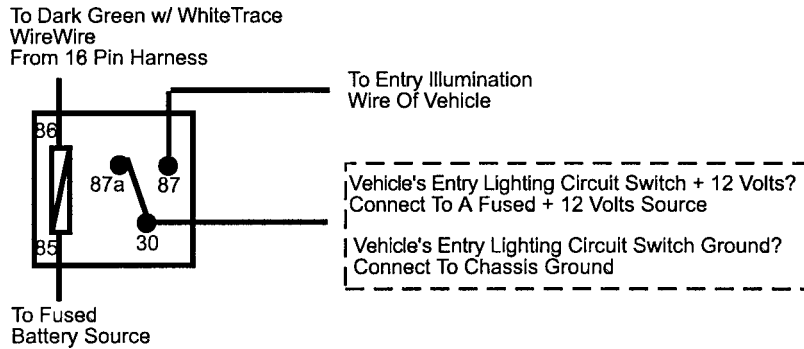 To Dark Green w/ WhiteTrace
WireWire
From 16 Pin Harness
To Entry Illumination
Wire Of Vehicle
86
87a
87
85
30
Vehicle's Entry Lighting Circuit Switch + 12 Volts?
Connect To A Fused + 12 Volts Source
Vehicle's Entry Lighting Circuit Switch Ground?
Connect To Chassis Ground
To Fused
Battery Source